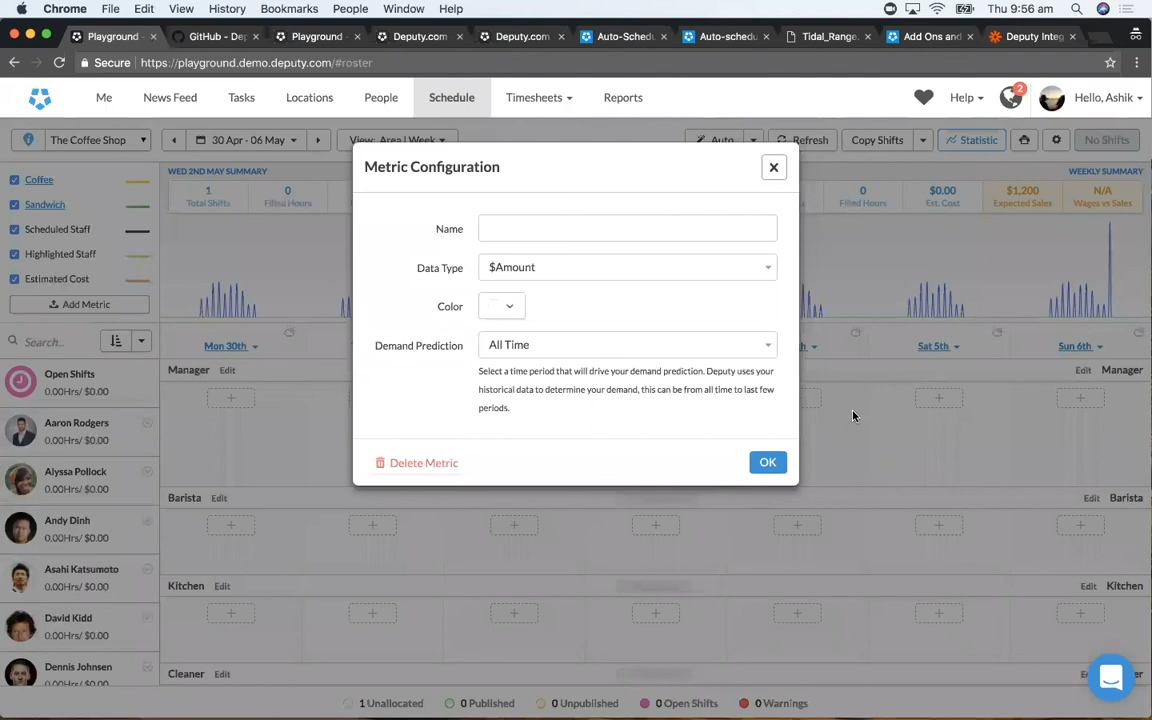 Chrome File Edit View History Bookmarks People Window Help Thu 9:56 am
Playground - GitHub - Dep Playground - Deputy.com Deputy.com Auto-Schedu Auto-schedu Tidal_Range. Add Ons and Deputy Integ
Secure https://playground.demo.deputy.com/#roster
Me News Feed Tasks Locations People Schedule Timesheets Reports Help 2 Hello, Ashik
The Coffee Shop 30 Apr - 06 May View: Area | Week Auto Refresh Copy Shifts Statistic No Shifts
WED 2ND MAY SUMMARY WEEKLY SUMMARY
1 0 0 $0.00 $1,200 N/A
Total Shifts Filled Hours Filled Hours Est. Cost Expected Sales Wages vs Sales
Coffee
Sandwich
Scheduled Staff
Highlighted Staff
Estimated Cost
Add Metric
Search...
Mon 30th Sat 5th Sun 6th
Metric Configuration
Name
Data Type $Amount
Color
Demand Prediction All Time
Select a time period that will drive your demand prediction. Deputy uses your
historical data to determine your demand, this can be from all time to last few
periods.
Delete Metric OK
Open Shifts
0.00Hrs/ $0.00
Aaron Rodgers
0.00Hrs/ $0.00
Alyssa Pollock
0.00Hrs/ $0.00
Andy Dinh
0.00Hrs/ $0.00
Asahi Katsumoto
0.00Hrs/ $0.00
David Kidd
0.00Hrs/ $0.00
Dennis Johnsen
0.00Hrs/ $0.00
Manager Edit Edit Manager
Barista Edit Edit Barista
Kitchen Edit Edit Kitchen
Cleaner Edit
1 Unallocated 0 Published 0 Unpublished 0 Open Shifts 0 Warnings